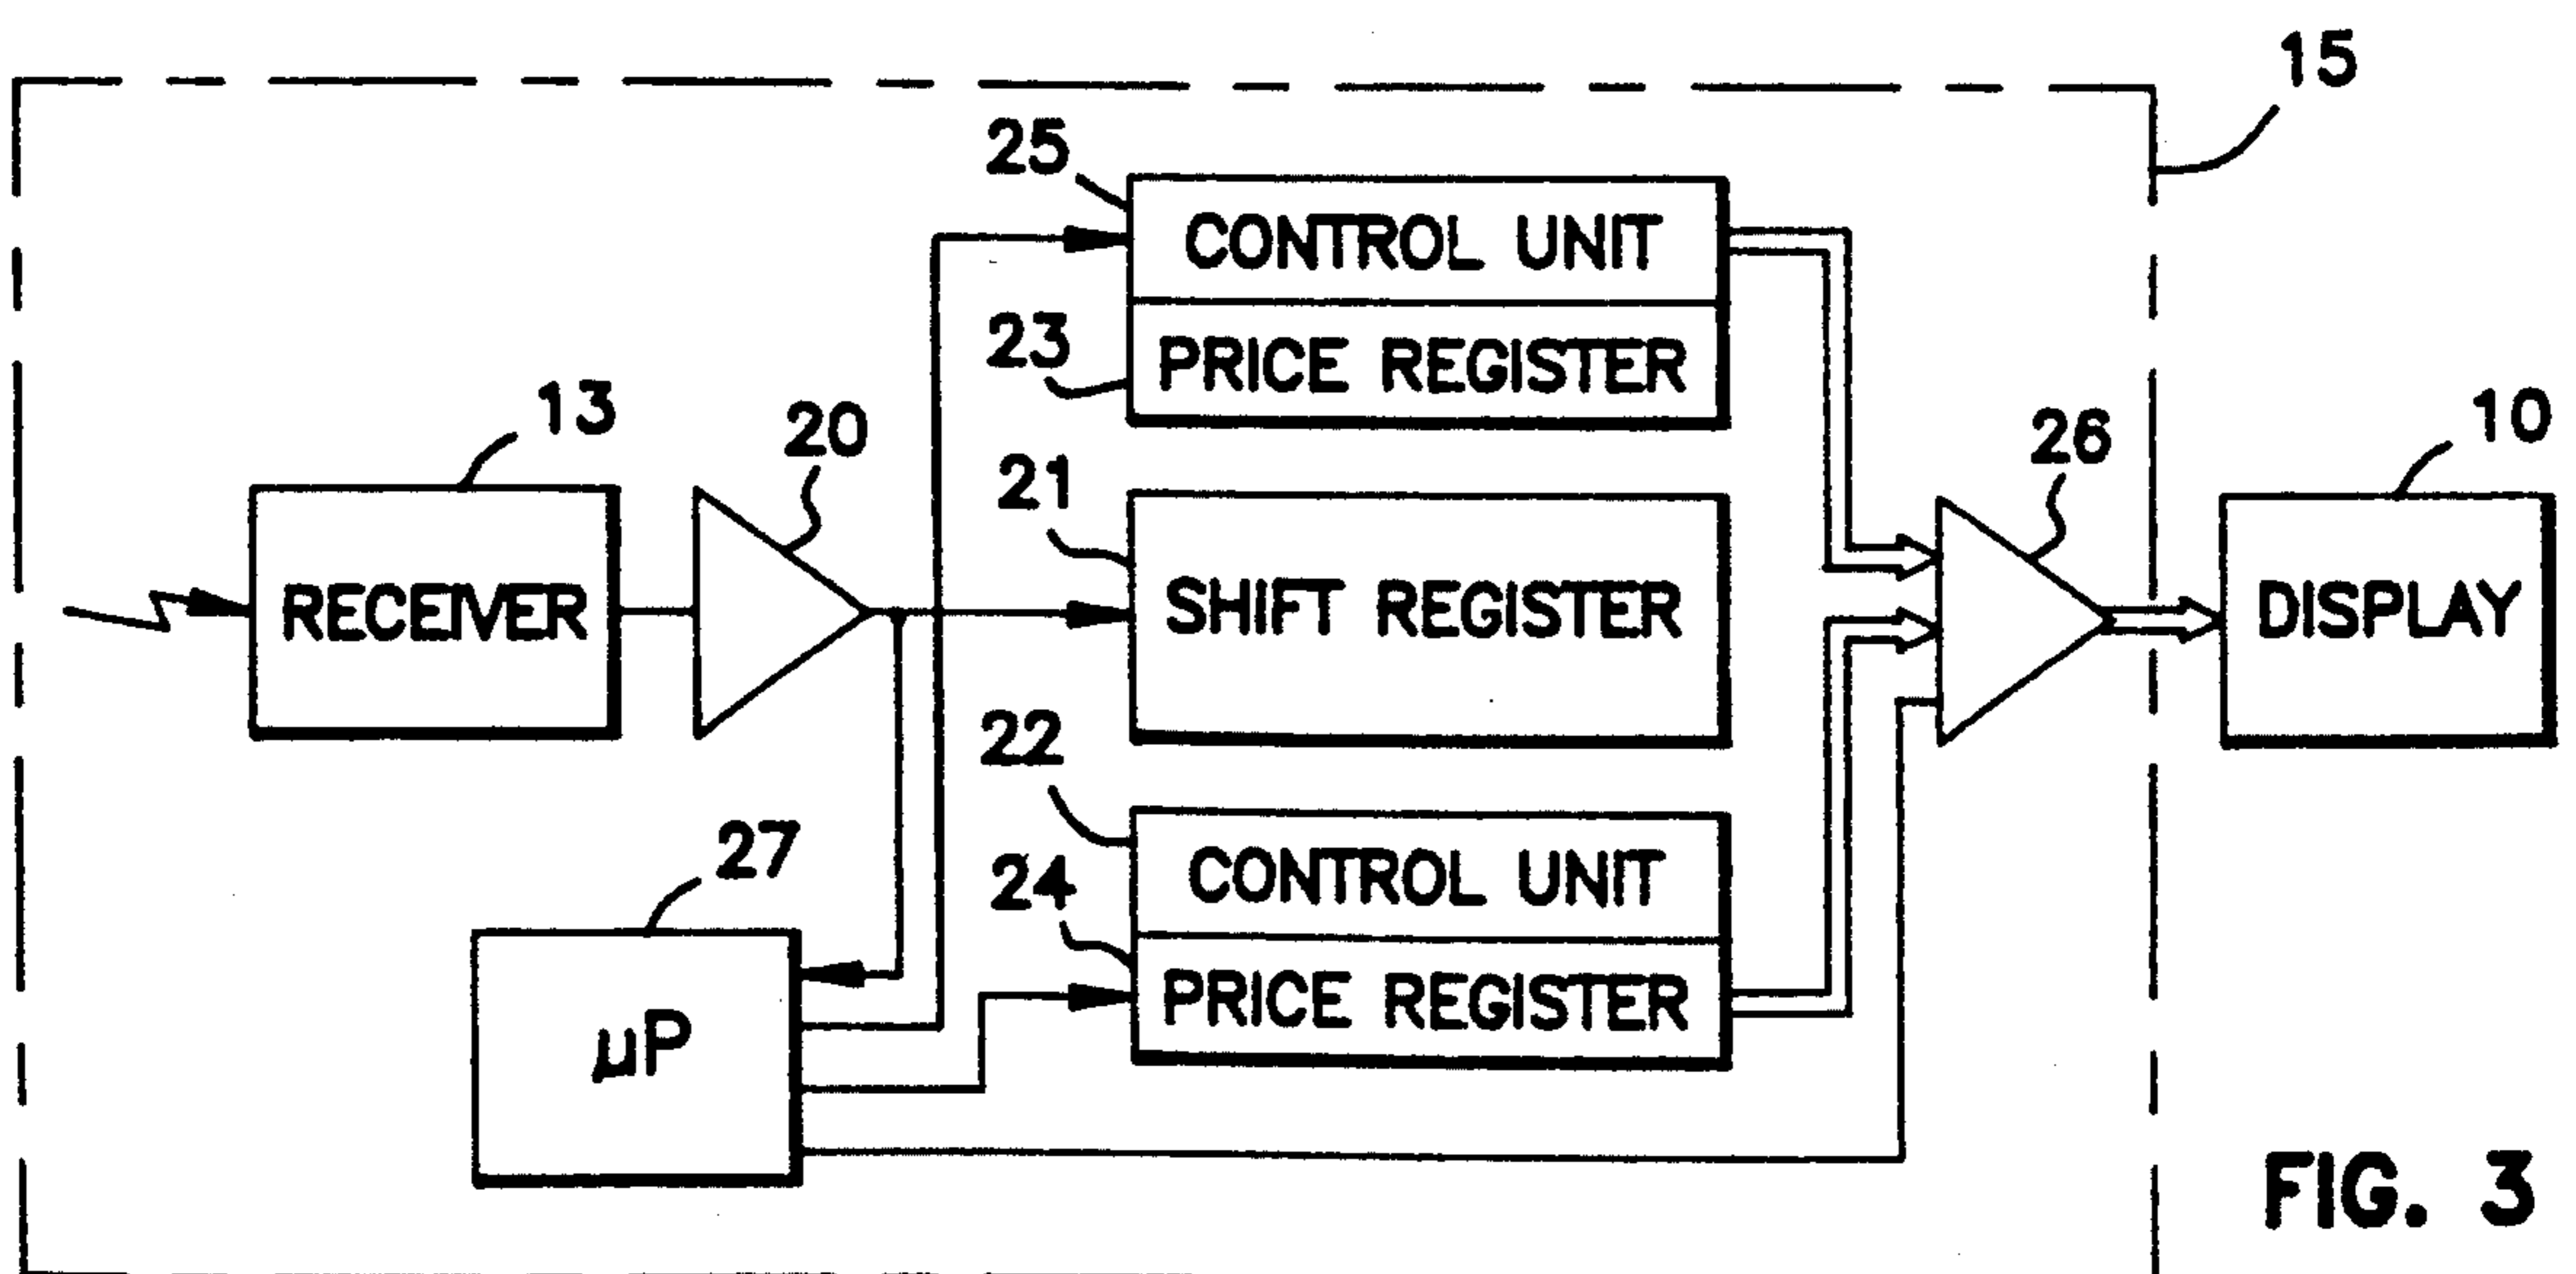 15
25
CONTROL UNIT
23
PRICE REGISTER
13
20
10
26
21
RECEIVER
SHIFT REGISTER
DISPLAY
22
CONTROL UNIT
27
24
PRICE REGISTER
µP
FIG. 3